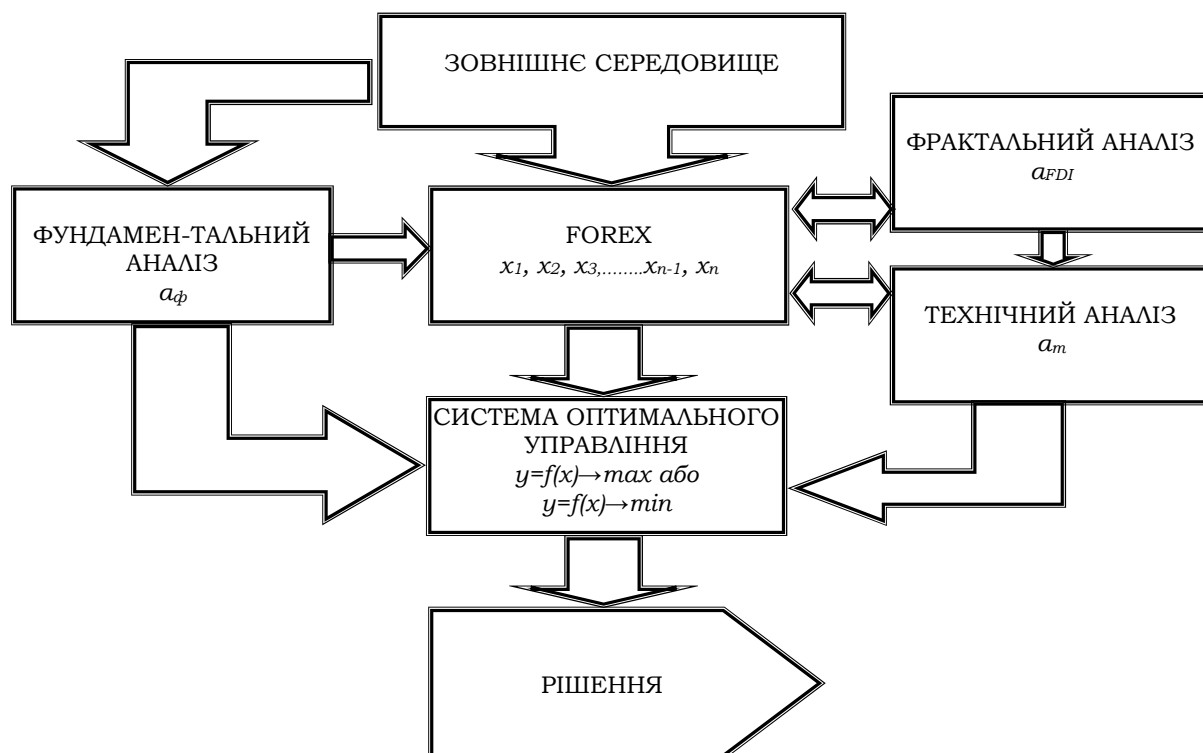 ЗОВНІШНЄ СЕРЕДОВИЩЕ
ФРАКТАЛЬНИЙ АНАЛІЗ
aFDI
ФУНДАМЕН-ТАЛЬНИЙ
АНАЛІЗ
aф
FOREX
x1, x2, x3,........xn-1, xn
ТЕХНІЧНИЙ АНАЛІЗ
am
СИСТЕМА ОПТИМАЛЬНОГО
УПРАВЛІННЯ
y=f(x)→max або
y=f(x)→min
РІШЕННЯ